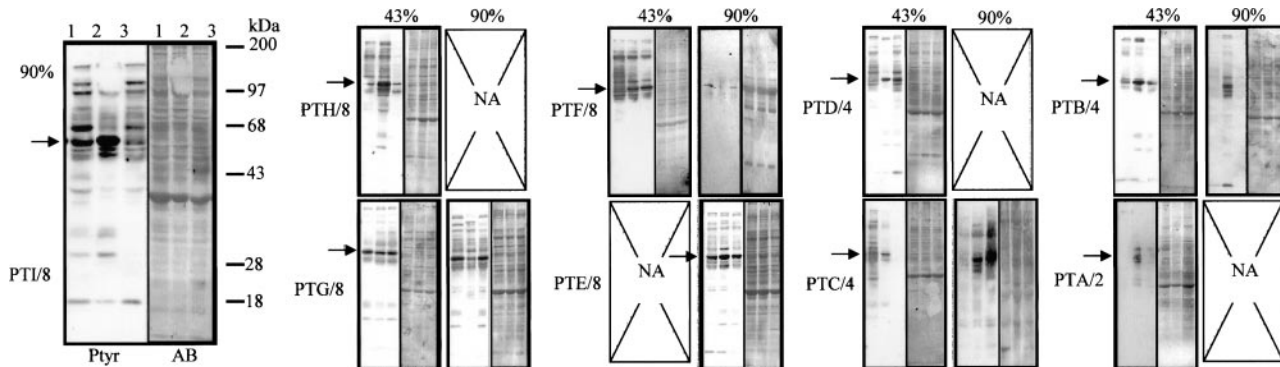 43% 90% 43% 90% 43% 90% 43% 90%
1 2 3 1 2 3 kDa
200
90%
97
68
43
28
18
PTI/8
Ptyr AB
PTH/8 NA
PTF/8
PTD/4 NA
PTB/4
PTG/8
NA PTE/8
PTC/4
PTA/2 NA